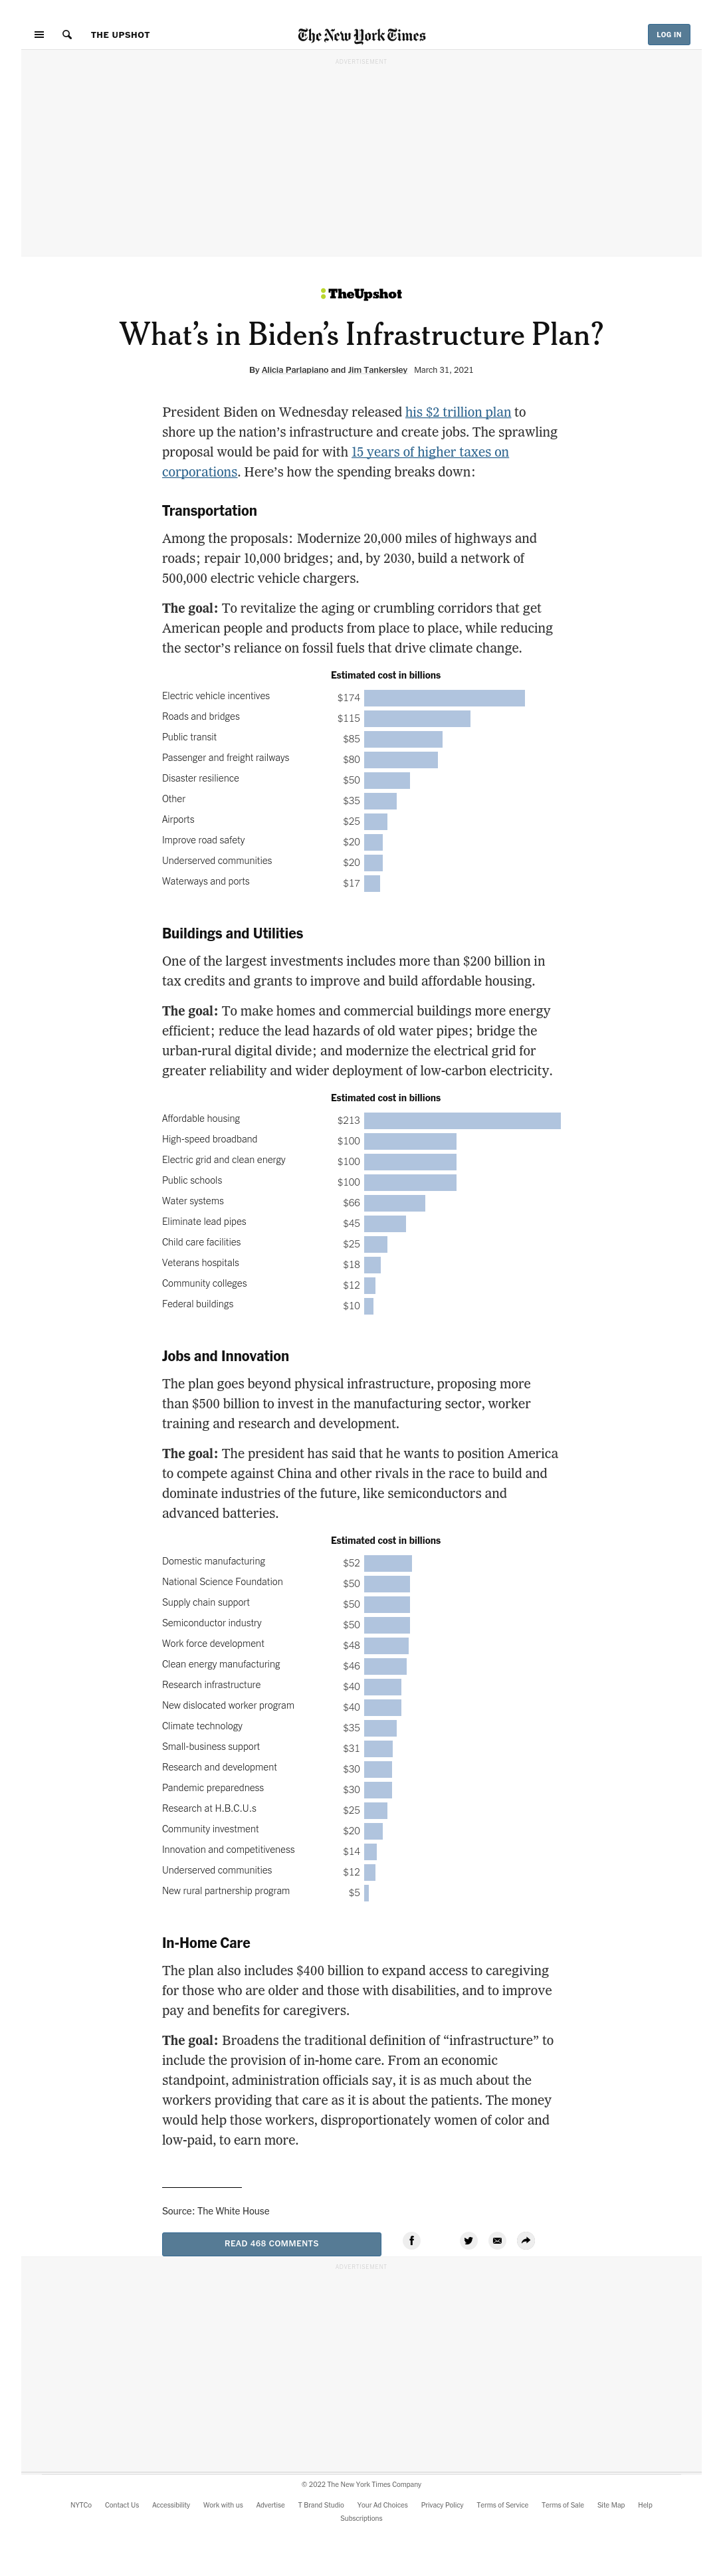 THE UPSHOT
The New York Times
LOG IN
ADVERTISEMENT
TheUpshot
What’s in Biden’s Infrastructure Plan?
By Alicia Parlapiano and Jim Tankersley March 31, 2021
President Biden on Wednesday released his $2 trillion plan to
shore up the nation’s infrastructure and create jobs. The sprawling
proposal would be paid for with 15 years of higher taxes on
corporations. Here’s how the spending breaks down:
Transportation
Among the proposals: Modernize 20,000 miles of highways and
roads; repair 10,000 bridges; and, by 2030, build a network of
500,000 electric vehicle chargers.
The goal: To revitalize the aging or crumbling corridors that get
American people and products from place to place, while reducing
the sector’s reliance on fossil fuels that drive climate change.
Estimated cost in billions
Electric vehicle incentives $174
Roads and bridges $115
Public transit $85
Passenger and freight railways $80
Disaster resilience $50
Other $35
Airports $25
Improve road safety $20
Underserved communities $20
Waterways and ports $17
Buildings and Utilities
One of the largest investments includes more than $200 billion in
tax credits and grants to improve and build affordable housing.
The goal: To make homes and commercial buildings more energy
efficient; reduce the lead hazards of old water pipes; bridge the
urban-rural digital divide; and modernize the electrical grid for
greater reliability and wider deployment of low-carbon electricity.
Estimated cost in billions
Affordable housing $213
High-speed broadband $100
Electric grid and clean energy $100
Public schools $100
Water systems $66
Eliminate lead pipes $45
Child care facilities $25
Veterans hospitals $18
Community colleges $12
Federal buildings $10
Jobs and Innovation
The plan goes beyond physical infrastructure, proposing more
than $500 billion to invest in the manufacturing sector, worker
training and research and development.
The goal: The president has said that he wants to position America
to compete against China and other rivals in the race to build and
dominate industries of the future, like semiconductors and
advanced batteries.
Estimated cost in billions
Domestic manufacturing $52
National Science Foundation $50
Supply chain support $50
Semiconductor industry $50
Work force development $48
Clean energy manufacturing $46
Research infrastructure $40
New dislocated worker program $40
Climate technology $35
Small-business support $31
Research and development $30
Pandemic preparedness $30
Research at H.B.C.U.s $25
Community investment $20
Innovation and competitiveness $14
Underserved communities $12
New rural partnership program $5
In-Home Care
The plan also includes $400 billion to expand access to caregiving
for those who are older and those with disabilities, and to improve
pay and benefits for caregivers.
The goal: Broadens the traditional definition of “infrastructure” to
include the provision of in-home care. From an economic
standpoint, administration officials say, it is as much about the
workers providing that care as it is about the patients. The money
would help those workers, disproportionately women of color and
low-paid, to earn more.
Source: The White House
READ 468 COMMENTS
ADVERTISEMENT
© 2022 The New York Times Company
NYTCo Contact Us Accessibility Work with us Advertise T Brand Studio Your Ad Choices Privacy Policy Terms of Service Terms of Sale Site Map Help
Subscriptions